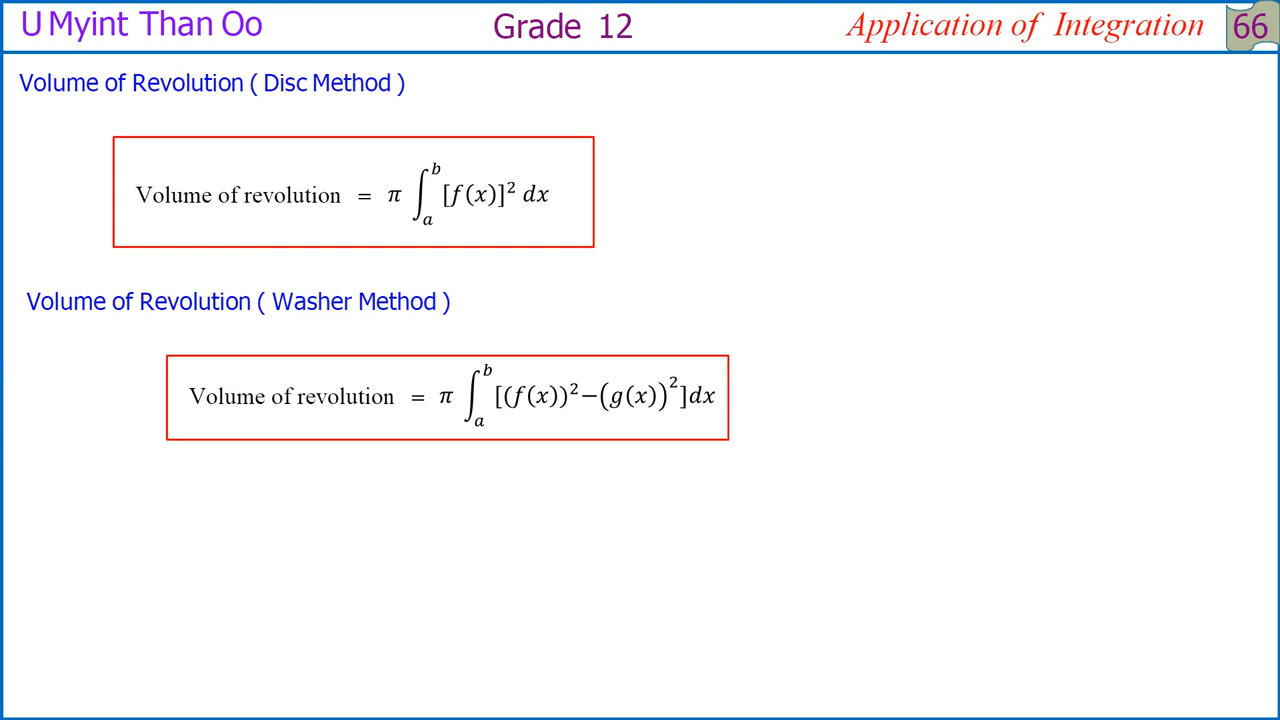 U Myint Than Oo Grade 12 Application of Integration 66
Volume of Revolution ( Disc Method )
Volume of revolution = π ∫_a^b [f(x)]² dx
Volume of Revolution ( Washer Method )
Volume of revolution = π ∫_a^b [(f(x))² − (g(x))²]dx